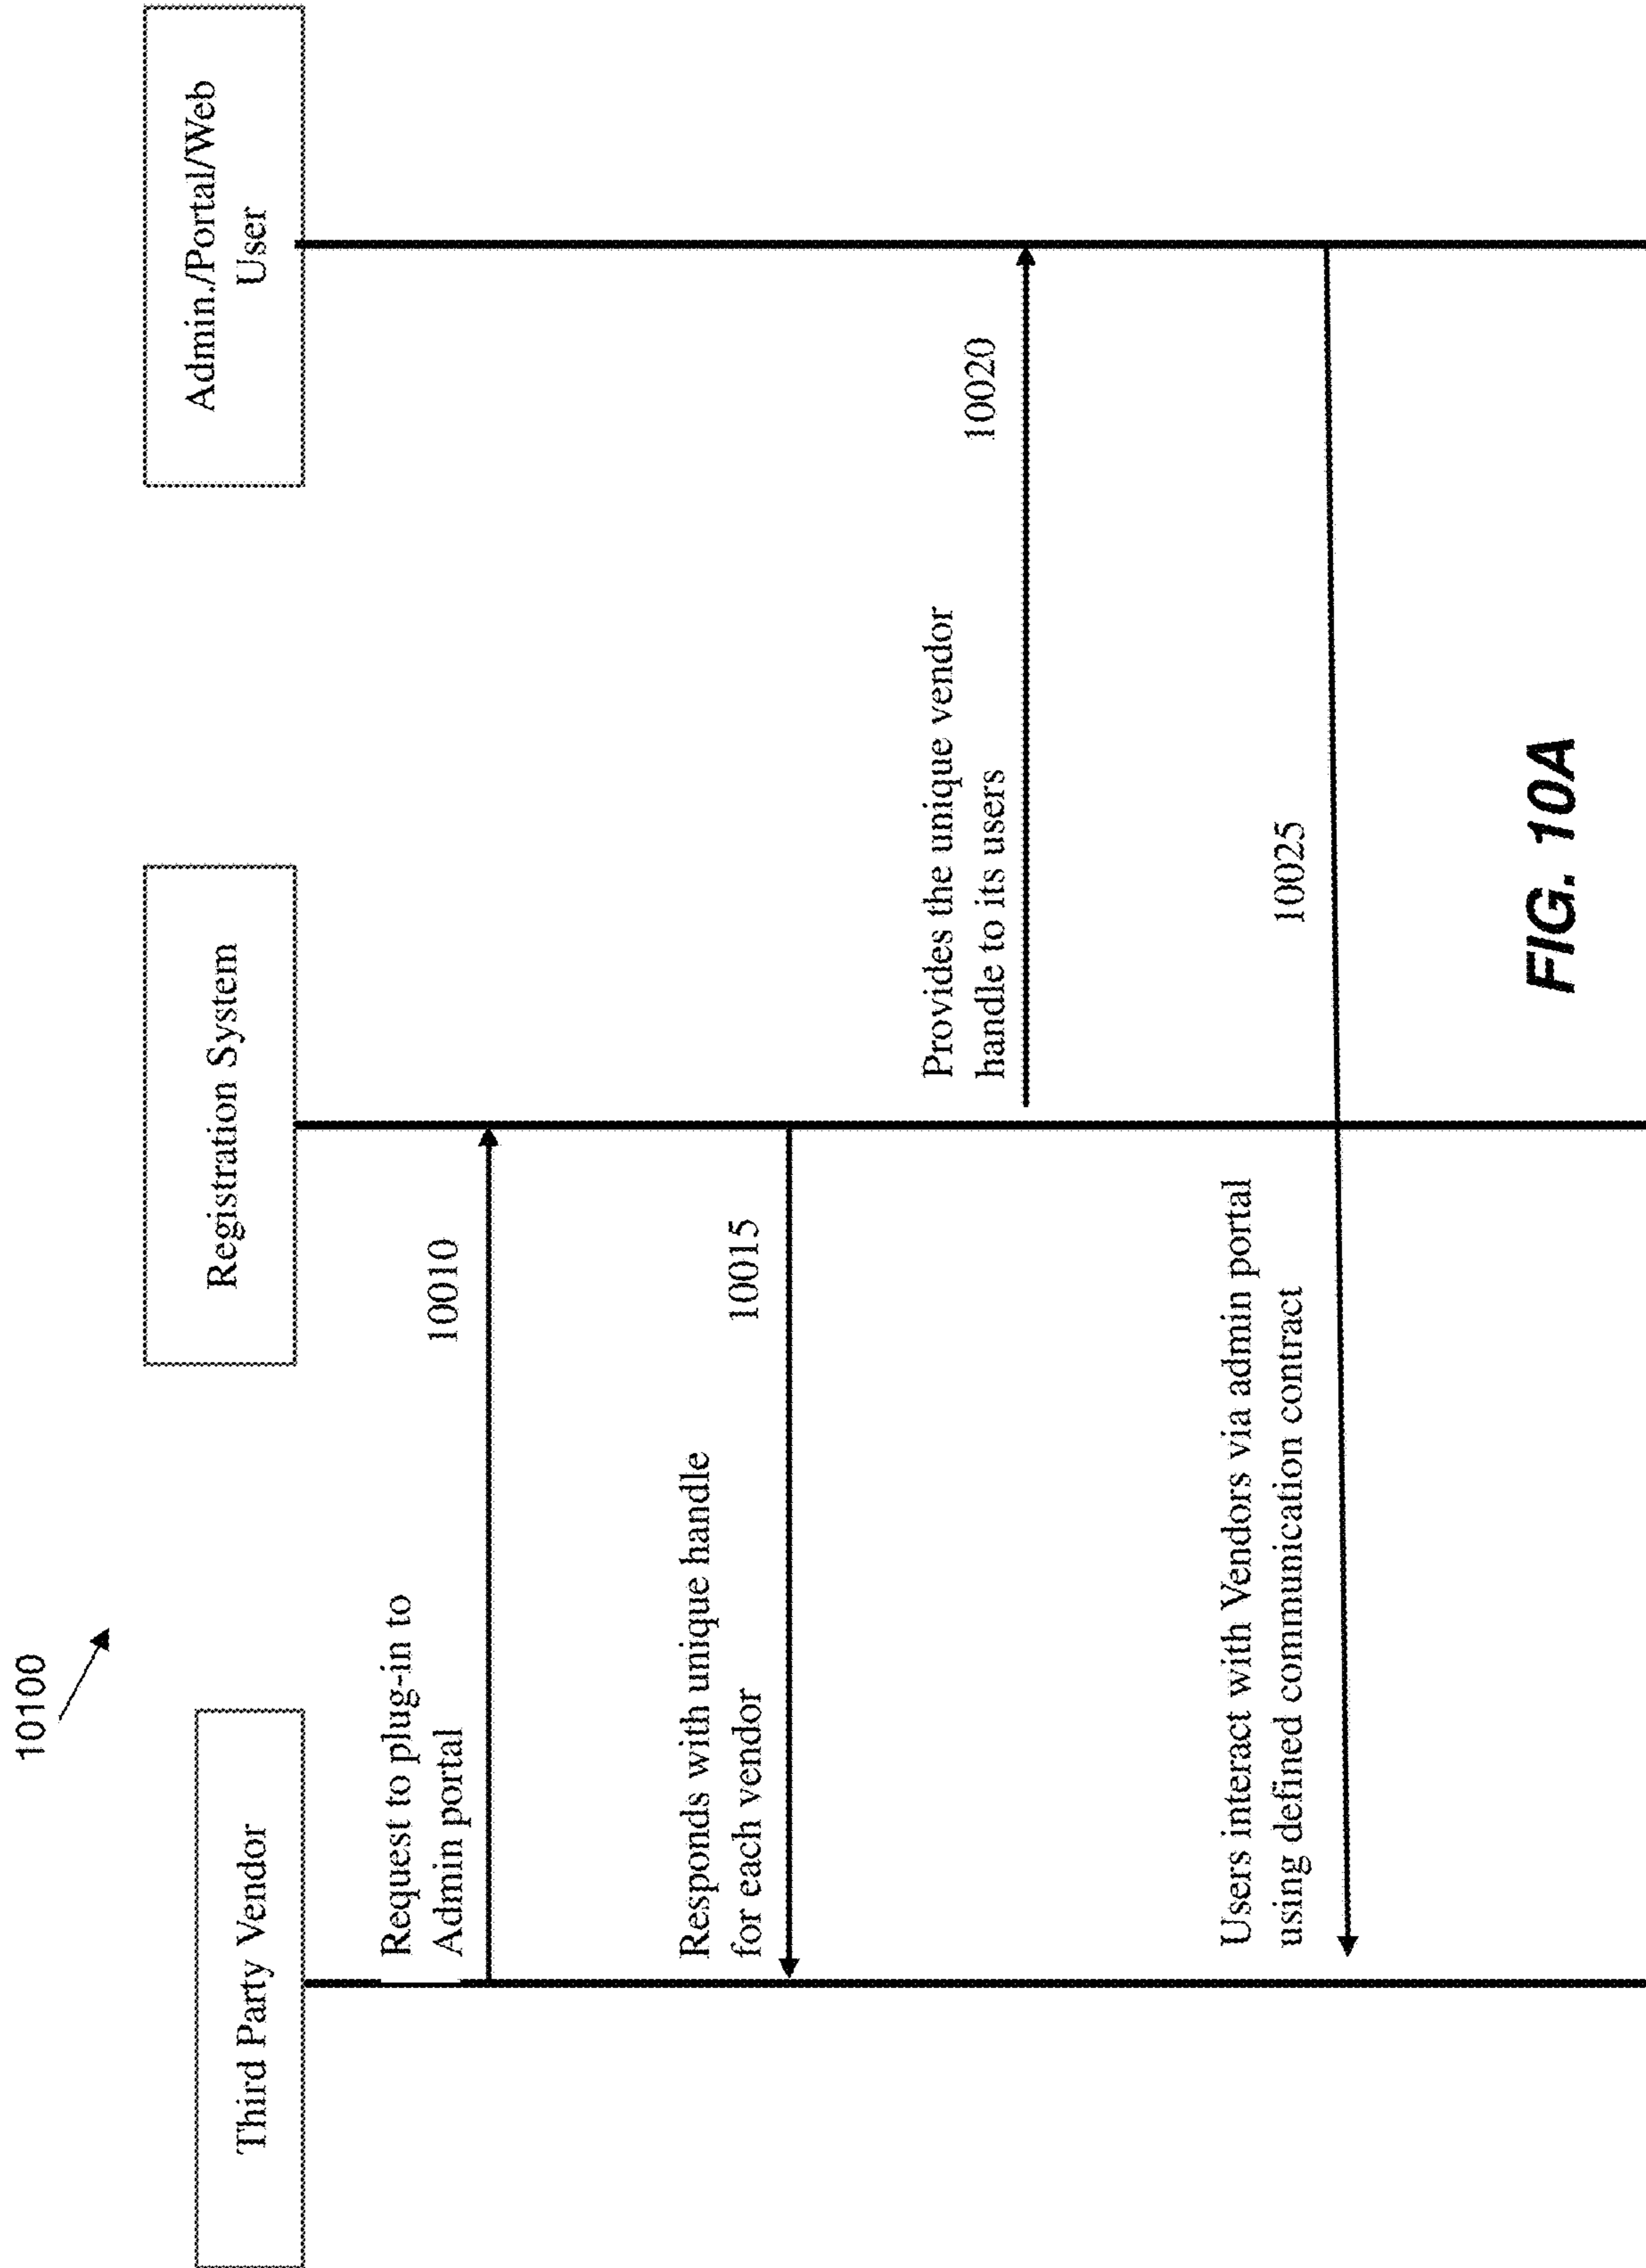 10100
Third Party Vendor
Registration System
Admin./Portal/Web
User
Request to plug-in to
Admin portal
10010
Responds with unique handle
for each vendor
10015
Provides the unique vendor
handle to its users
10020
Users interact with Vendors via admin portal
using defined communication contract
10025
FIG. 10A